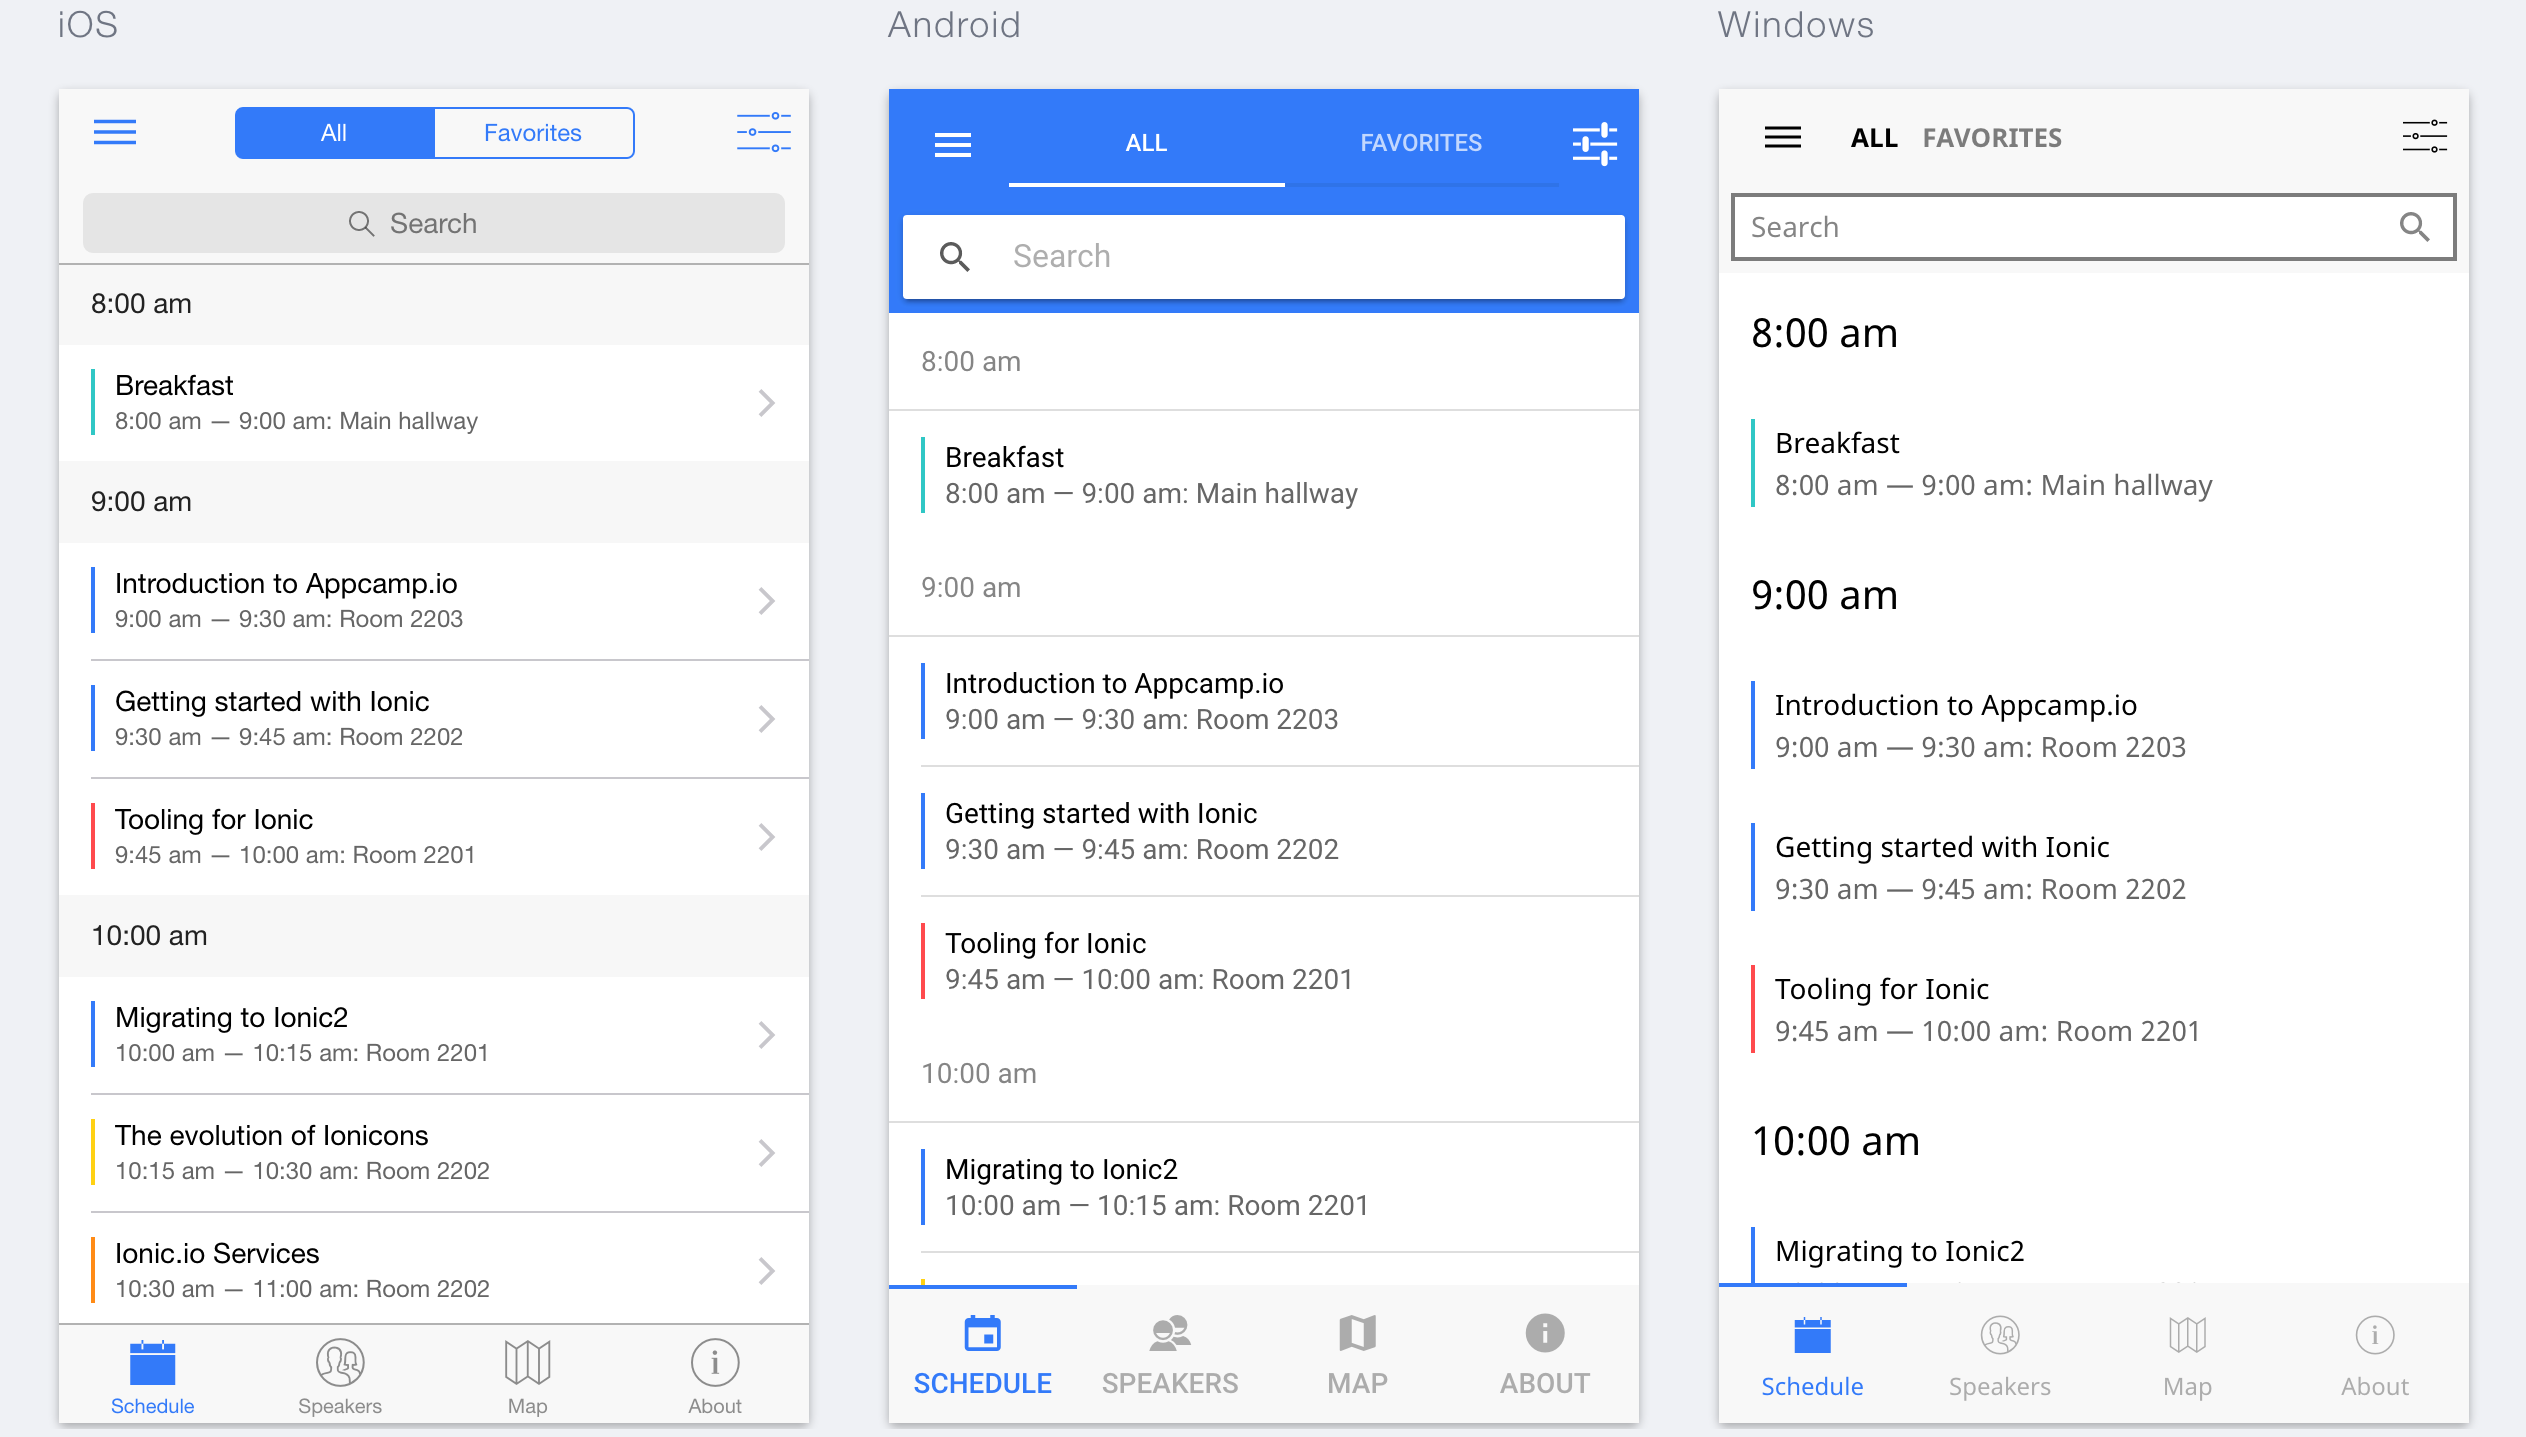 iOS
All
Favorites
Search
8:00 am
Breakfast
8:00 am — 9:00 am: Main hallway
9:00 am
Introduction to Appcamp.io
9:00 am — 9:30 am: Room 2203
Getting started with Ionic
9:30 am — 9:45 am: Room 2202
Tooling for Ionic
9:45 am — 10:00 am: Room 2201
10:00 am
Migrating to Ionic2
10:00 am — 10:15 am: Room 2201
The evolution of Ionicons
10:15 am — 10:30 am: Room 2202
Ionic.io Services
10:30 am — 11:00 am: Room 2202
Schedule
Speakers
Map
About
Android
ALL
FAVORITES
Search
8:00 am
Breakfast
8:00 am — 9:00 am: Main hallway
9:00 am
Introduction to Appcamp.io
9:00 am — 9:30 am: Room 2203
Getting started with Ionic
9:30 am — 9:45 am: Room 2202
Tooling for Ionic
9:45 am — 10:00 am: Room 2201
10:00 am
Migrating to Ionic2
10:00 am — 10:15 am: Room 2201
SCHEDULE
SPEAKERS
MAP
ABOUT
Windows
ALL
FAVORITES
Search
8:00 am
Breakfast
8:00 am — 9:00 am: Main hallway
9:00 am
Introduction to Appcamp.io
9:00 am — 9:30 am: Room 2203
Getting started with Ionic
9:30 am — 9:45 am: Room 2202
Tooling for Ionic
9:45 am — 10:00 am: Room 2201
10:00 am
Migrating to Ionic2
Schedule
Speakers
Map
About